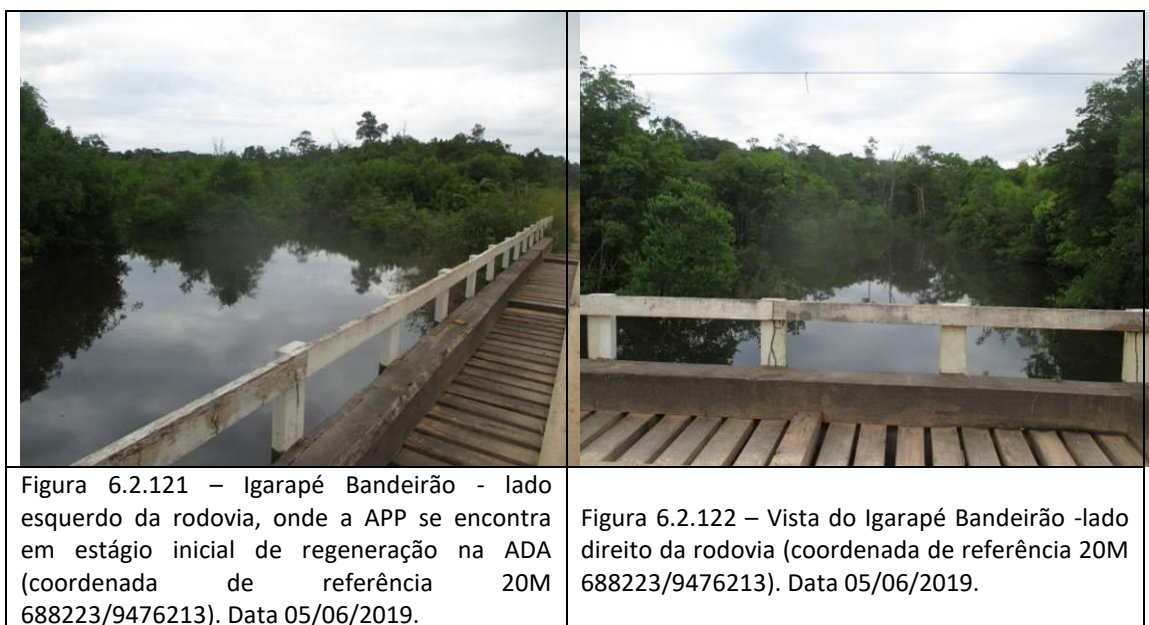 Figura 6.2.121 – Igarapé Bandeirão - lado
esquerdo da rodovia, onde a APP se encontra
em estágio inicial de regeneração na ADA
(coordenada de referência 20M
688223/9476213). Data 05/06/2019.
Figura 6.2.122 – Vista do Igarapé Bandeirão -lado
direito da rodovia (coordenada de referência 20M
688223/9476213). Data 05/06/2019.